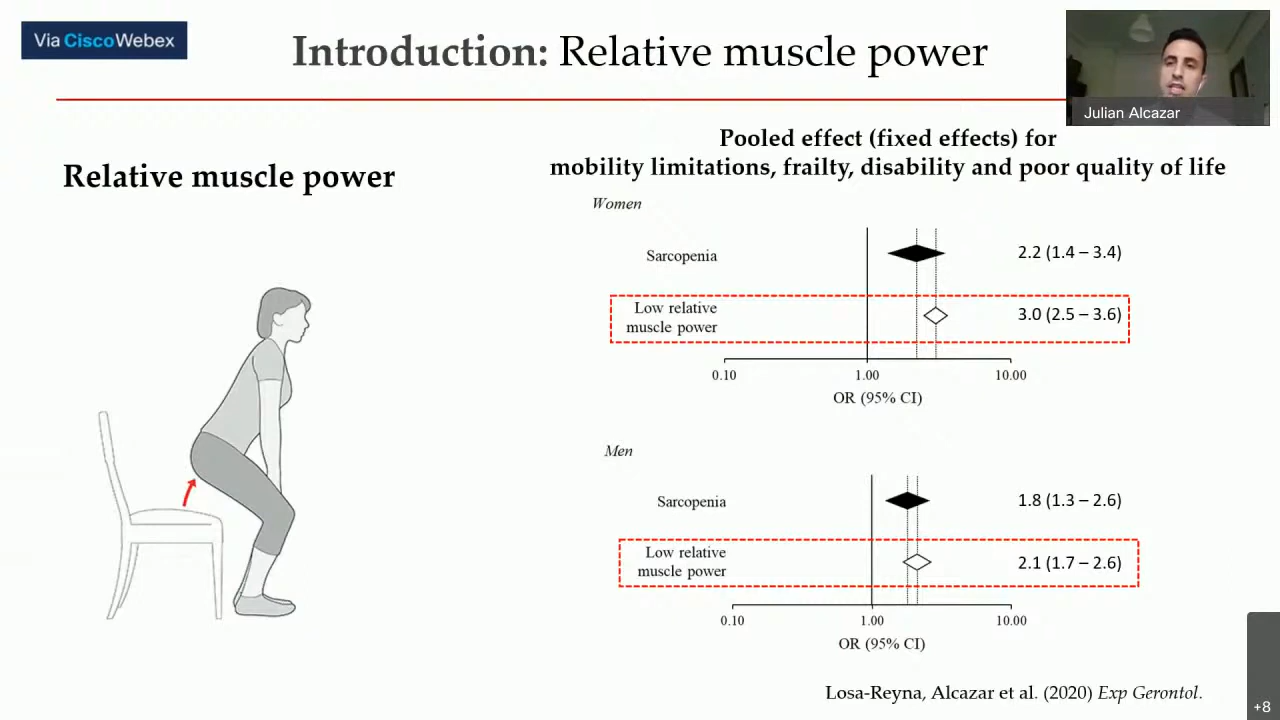 Via CiscoWebex
Introduction: Relative muscle power
Julian Alcazar
Relative muscle power
Pooled effect (fixed effects) for
mobility limitations, frailty, disability and poor quality of life
Women
Sarcopenia
2.2 (1.4 – 3.4)
Low relative
muscle power
3.0 (2.5 – 3.6)
0.10 1.00 10.00
OR (95% CI)
Men
Sarcopenia
1.8 (1.3 – 2.6)
Low relative
muscle power
2.1 (1.7 – 2.6)
0.10 1.00 10.00
OR (95% CI)
Losa-Reyna, Alcazar et al. (2020) Exp Gerontol.
+8